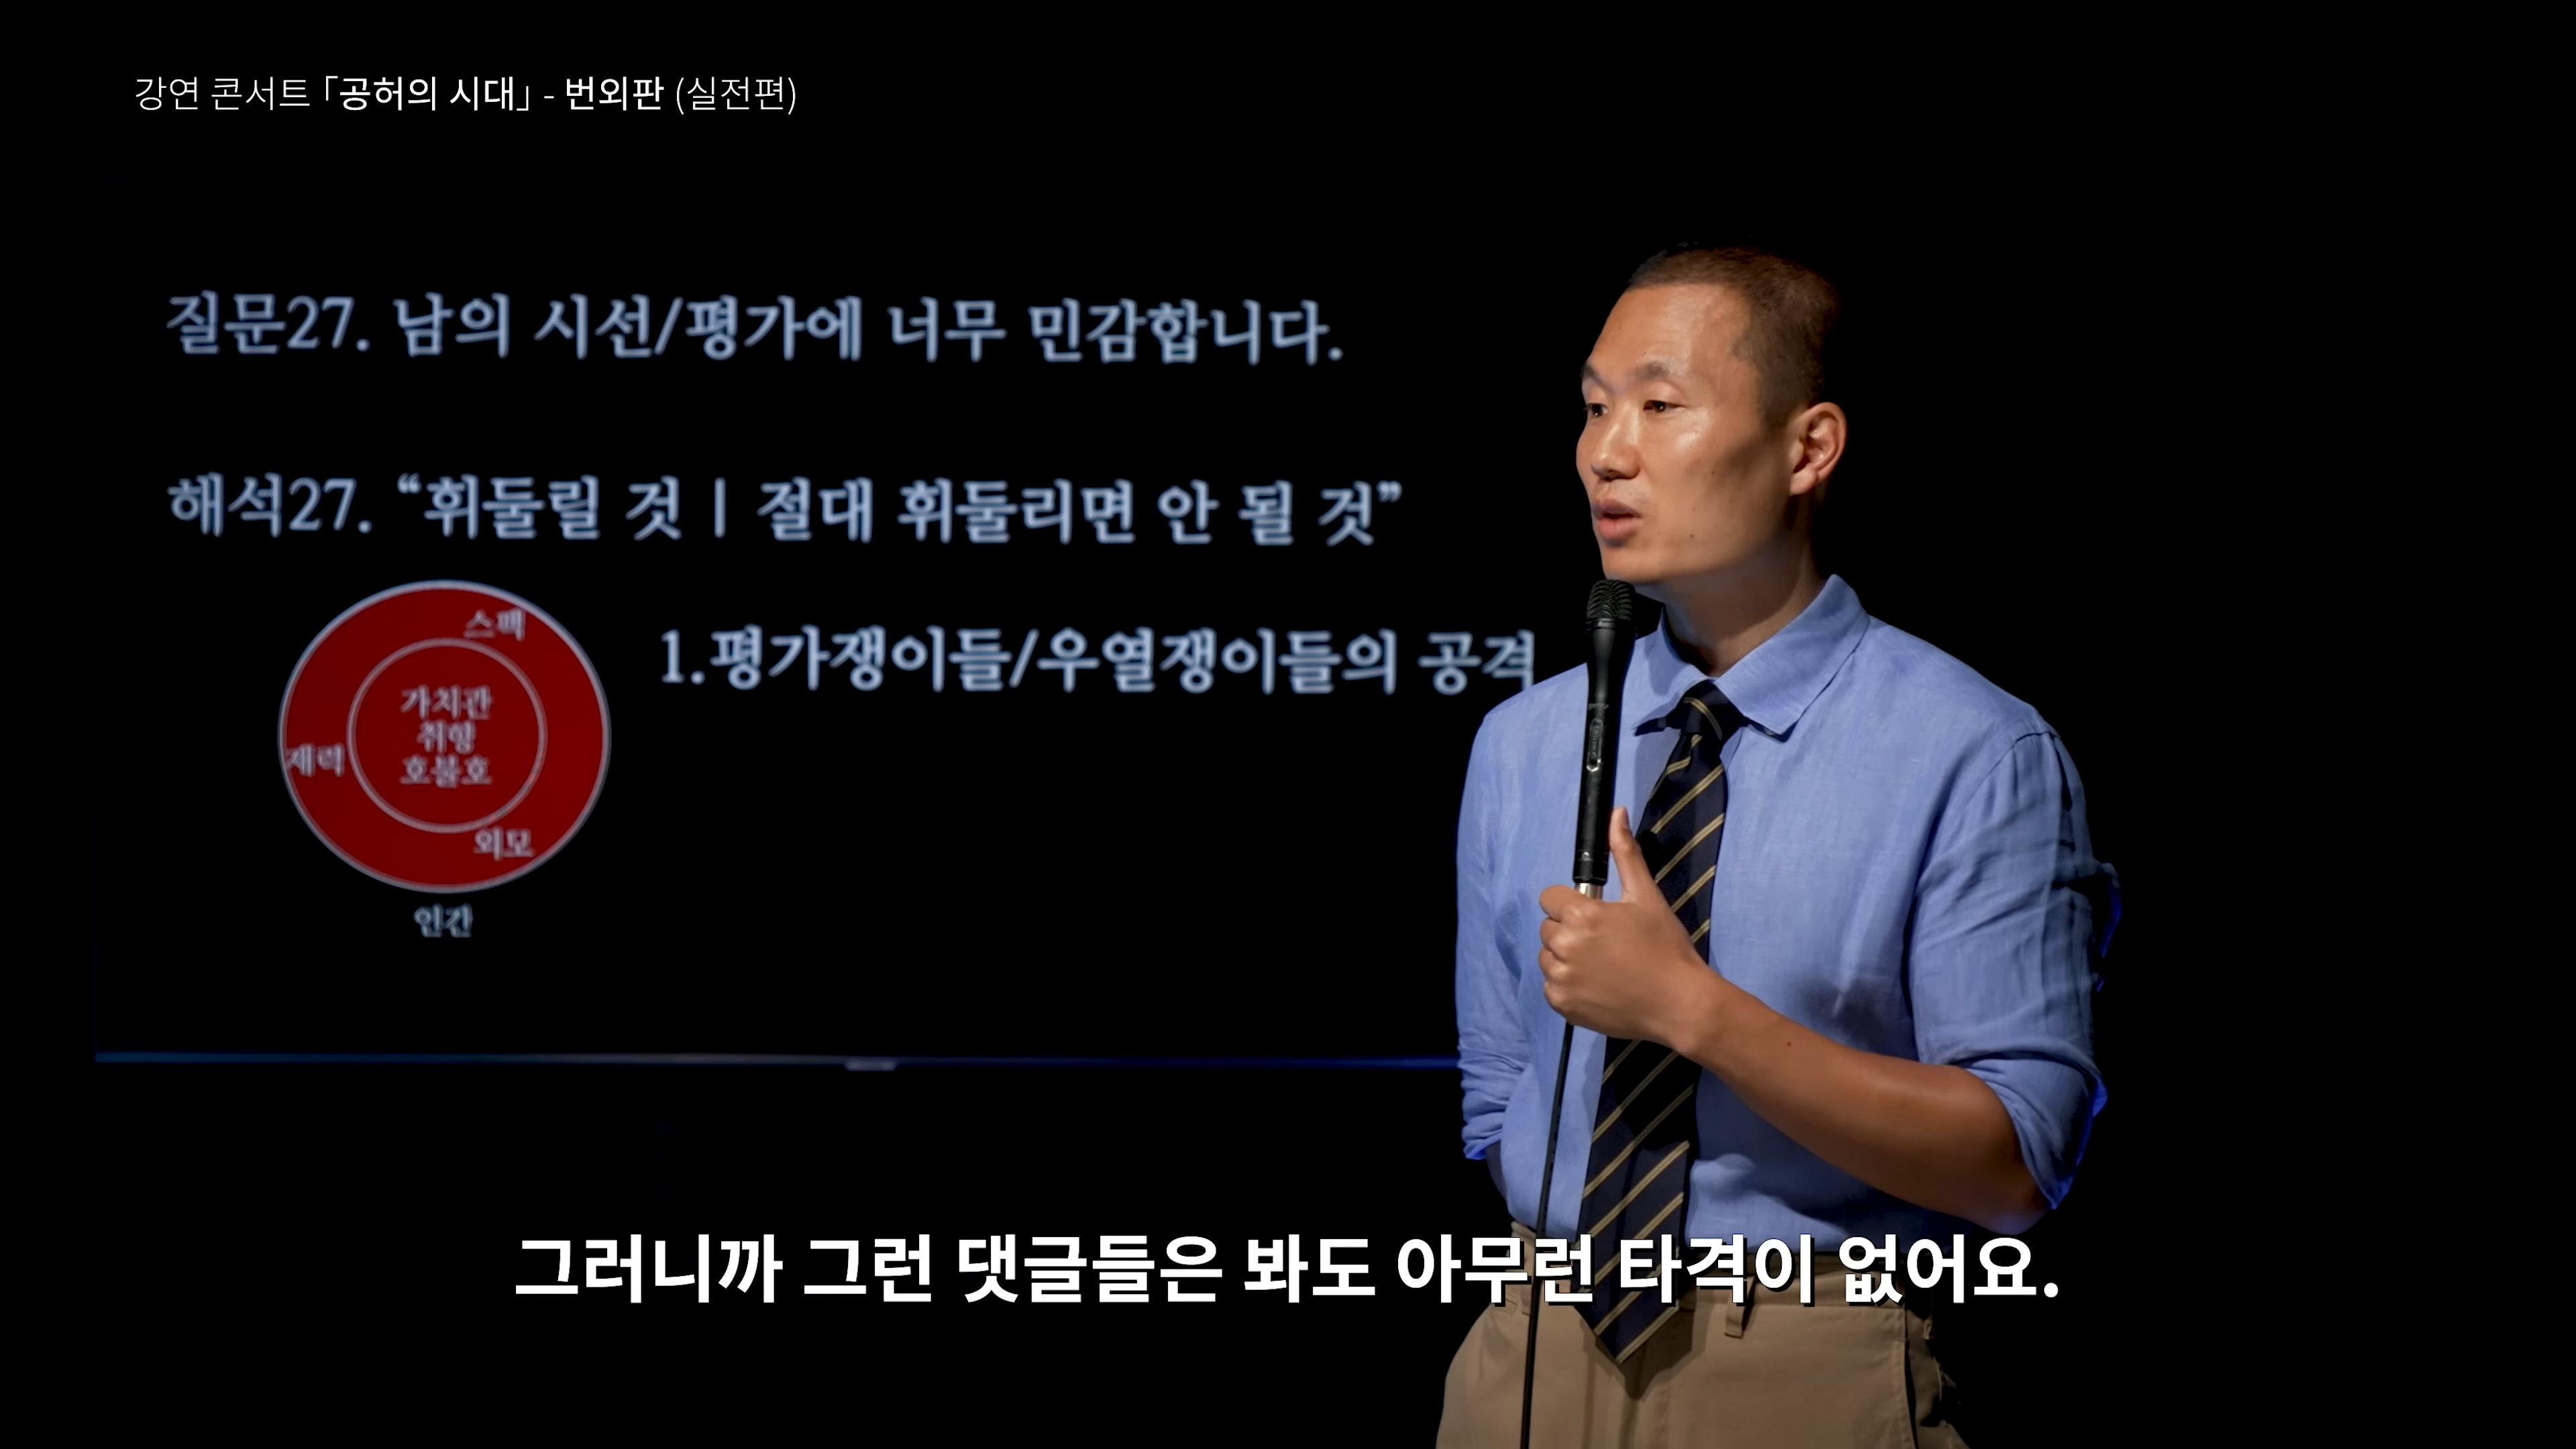 강연 콘서트 「공허의 시대」 - 번외판 (실전편)
질문27. 남의 시선/평가에 너무 민감합니다.
해석27. “휘둘릴 것 | 절대 휘둘리면 안 될 것”
스펙
1.평가쟁이들/우열쟁이들의 공격
가치관
취향
호불호
재력
외모
인간
그러니까 그런 댓글들은 봐도 아무런 타격이 없어요.